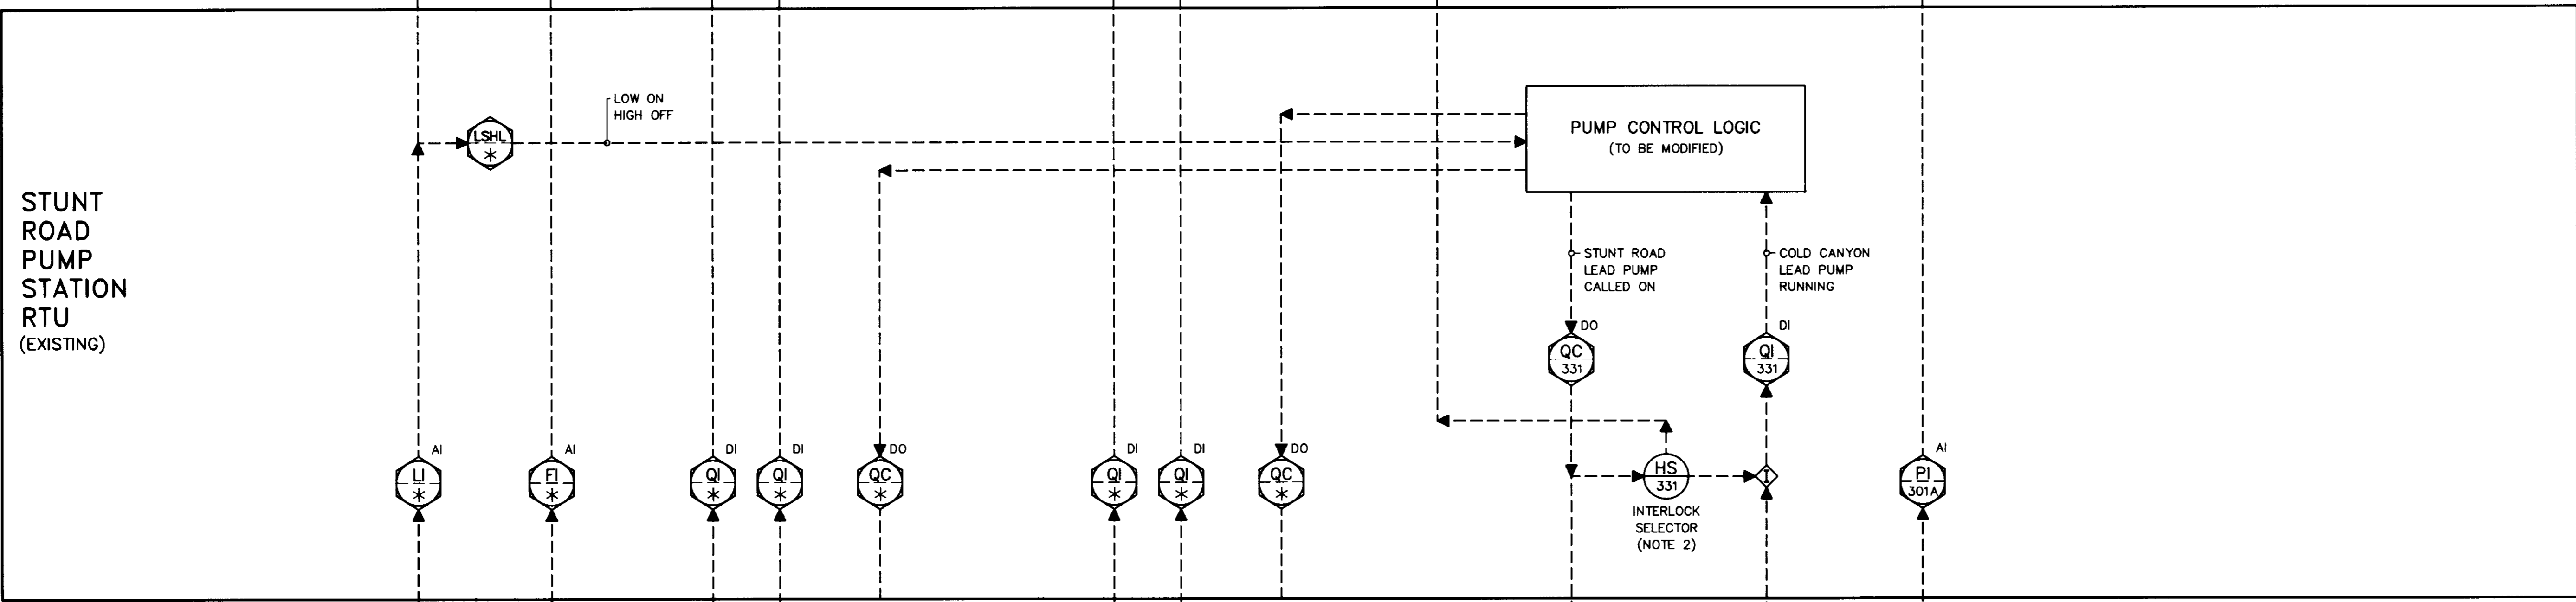 LOW ON
HIGH OFF
LSHL
*
PUMP CONTROL LOGIC
(TO BE MODIFIED)
STUNT
ROAD
PUMP
STATION
RTU
(EXISTING)
STUNT ROAD
LEAD PUMP
CALLED ON
COLD CANYON
LEAD PUMP
RUNNING
DO
QC
331
DI
QI
331
AI
LI
*
AI
FI
*
DI
QI
*
DI
QI
*
DO
QC
*
DI
QI
*
DI
QI
*
DO
QC
*
HS
331
INTERLOCK
SELECTOR
(NOTE 2)
I
AI
PI
301A